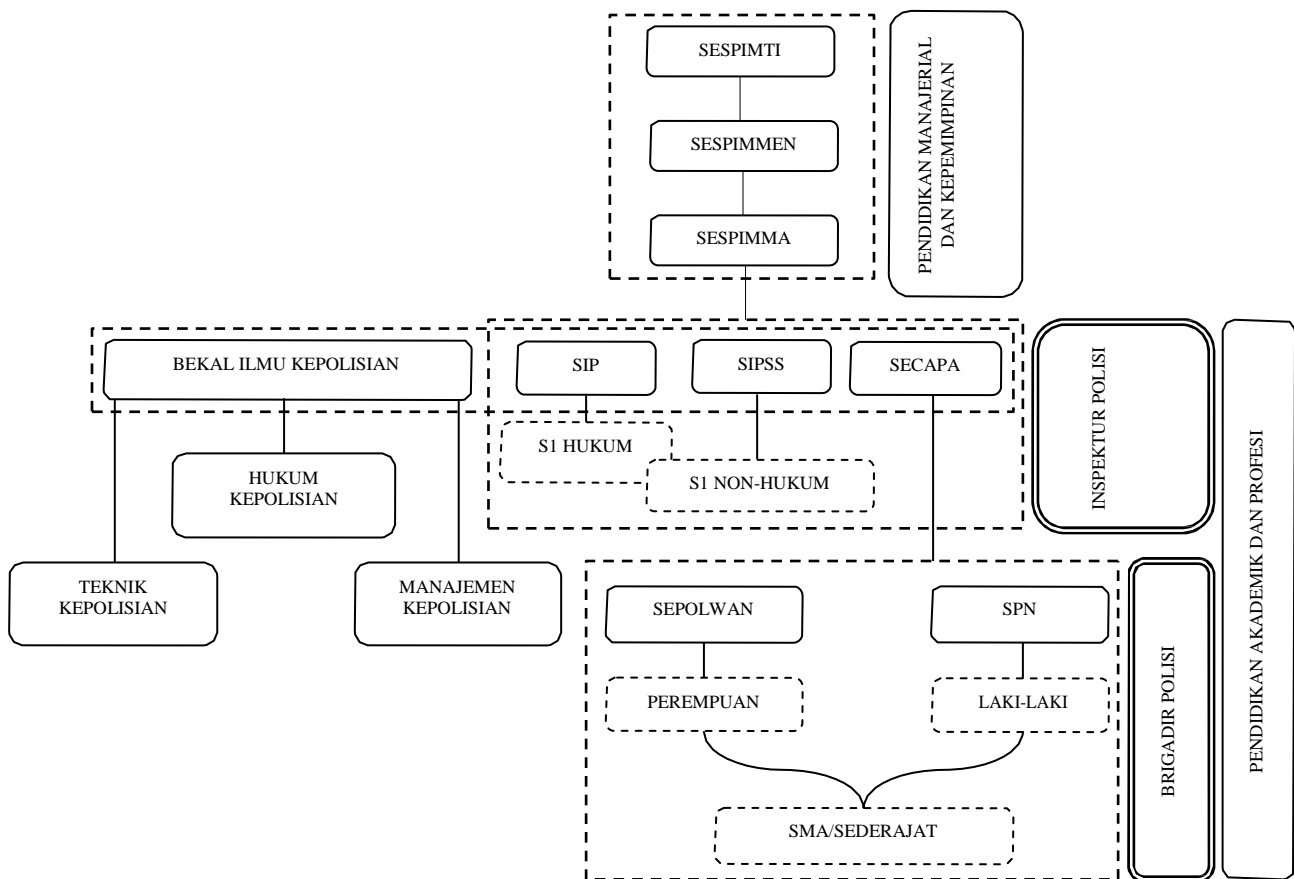 SESPIMTI
SESPIMMEN
SESPIMMA
PENDIDIKAN MANAJERIAL
DAN KEPEMIMPINAN
BEKAL ILMU KEPOLISIAN
SIP
SIPSS
SECAPA
S1 HUKUM
S1 NON-HUKUM
HUKUM
KEPOLISIAN
TEKNIK
KEPOLISIAN
MANAJEMEN
KEPOLISIAN
INSPEKTUR POLISI
SEPOLWAN
SPN
PEREMPUAN
LAKI-LAKI
SMA/SEDERAJAT
BRIGADIR POLISI
PENDIDIKAN AKADEMIK DAN PROFESI